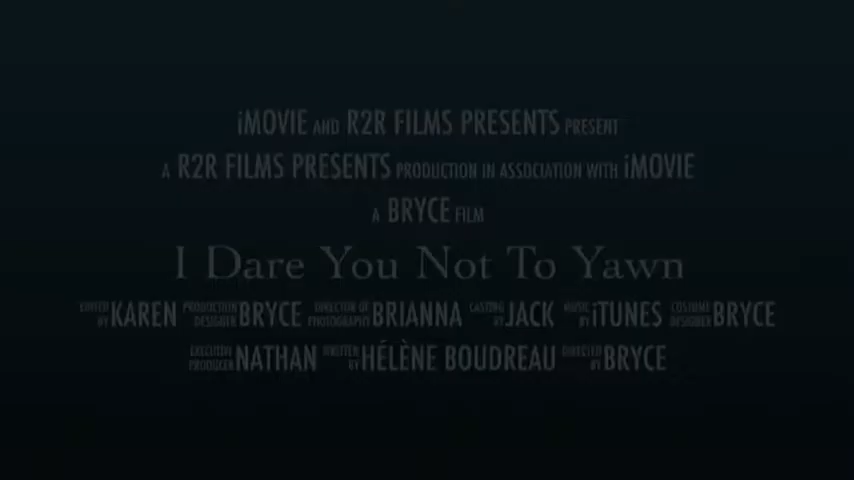 iMOVIE AND R2R FILMS PRESENTS PRESENT
A R2R FILMS PRESENTS PRODUCTION IN ASSOCIATION WITH iMOVIE
A BRYCE FILM
I Dare You Not To Yawn
EDITED BY KAREN PRODUCTION DESIGNER BRYCE DIRECTOR OF PHOTOGRAPHY BRIANNA CASTING BY JACK MUSIC BY iTUNES COSTUME DESIGNER BRYCE
EXECUTIVE PRODUCER NATHAN WRITTEN BY HÉLÈNE BOUDREAU DIRECTED BY BRYCE